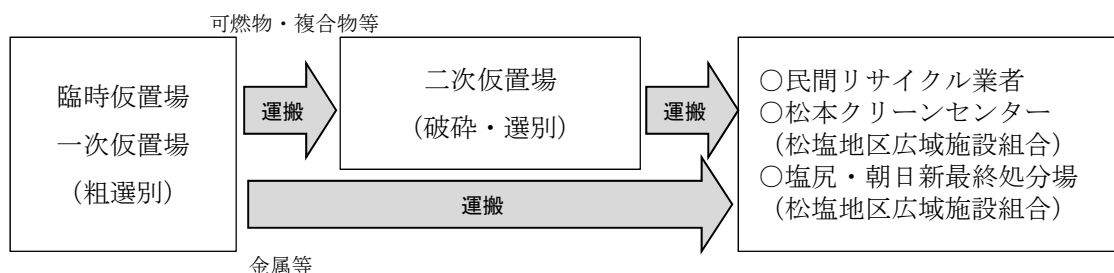 可燃物・複合物等
臨時仮置場
一次仮置場
(粗選別)
運搬
二次仮置場
(破砕・選別)
運搬
運搬
金属等
○民間リサイクル業者
○松本クリーンセンター
(松塩地区広域施設組合)
○塩尻・朝日新最終処分場
(松塩地区広域施設組合)